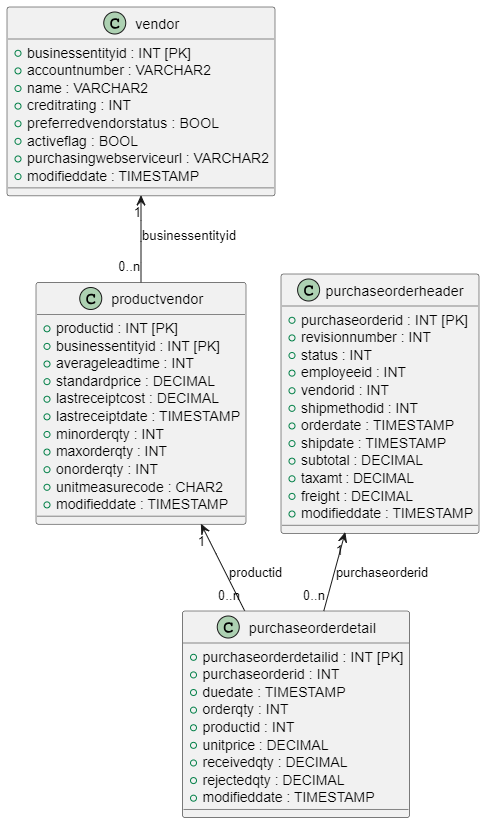 C vendor
businessentityid : INT [PK]
accountnumber : VARCHAR2
name : VARCHAR2
creditrating : INT
preferredvendorstatus : BOOL
activeflag : BOOL
purchasingwebserviceurl : VARCHAR2
modifieddate : TIMESTAMP
1
businessentityid
0..n
C productvendor
productid : INT [PK]
businessentityid : INT [PK]
averageleadtime : INT
standardprice : DECIMAL
lastreceiptcost : DECIMAL
lastreceiptdate : TIMESTAMP
minorderqty : INT
maxorderqty : INT
onorderqty : INT
unitmeasurecode : CHAR2
modifieddate : TIMESTAMP
C purchaseorderheader
purchaseorderid : INT [PK]
revisionnumber : INT
status : INT
employeeid : INT
vendorid : INT
shipmethodid : INT
orderdate : TIMESTAMP
shipdate : TIMESTAMP
subtotal : DECIMAL
taxamt : DECIMAL
freight : DECIMAL
modifieddate : TIMESTAMP
1
productid
0..n
1
purchaseorderid
0..n
C purchaseorderdetail
purchaseorderdetailid : INT [PK]
purchaseorderid : INT
duedate : TIMESTAMP
orderqty : INT
productid : INT
unitprice : DECIMAL
receivedqty : DECIMAL
rejectedqty : DECIMAL
modifieddate : TIMESTAMP